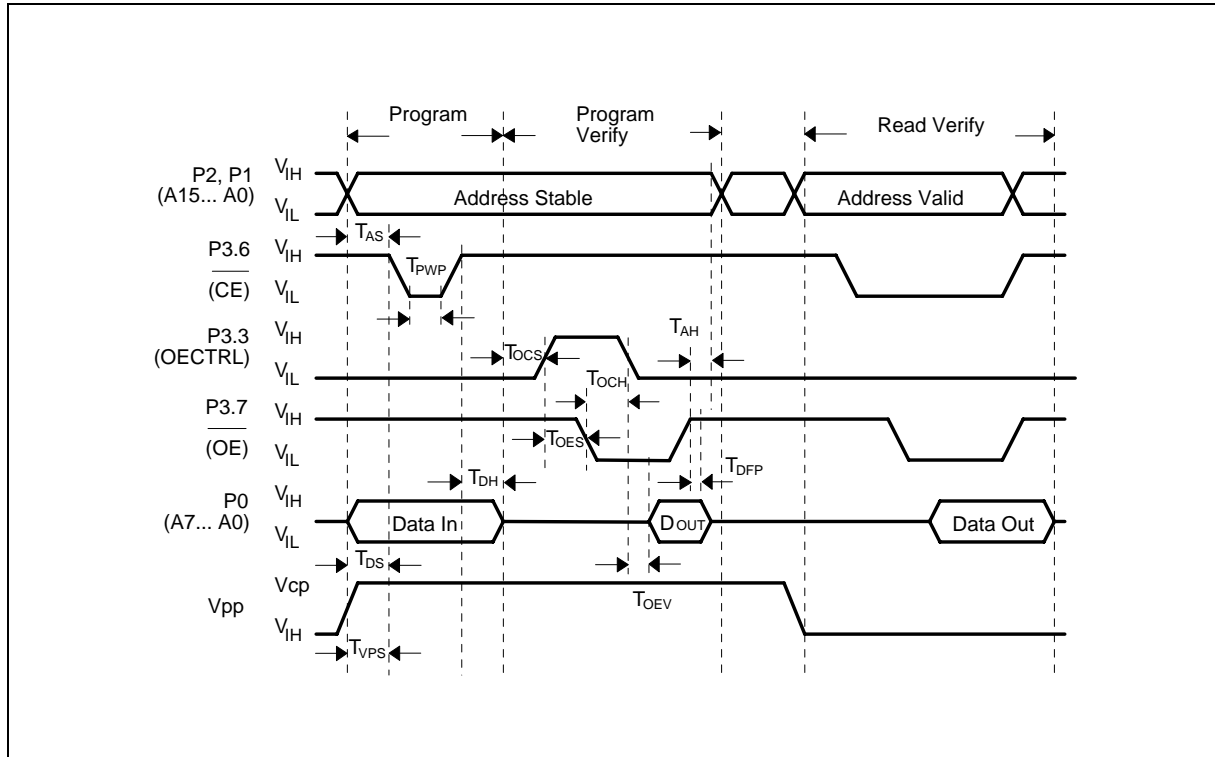 Program
Program
Verify
Read Verify
P2, P1
(A15... A0)
VIH
VIL
Address Stable
Address Valid
TAS
P3.6
(CE)
VIH
VIL
TPWP
P3.3
(OECTRL)
VIH
VIL
TOCS
TAH
TOCH
P3.7
(OE)
VIH
VIL
TOES
TDFP
TDH
P0
(A7... A0)
VIH
VIL
Data In
DOUT
Data Out
TDS
Vpp
Vcp
VIH
TOEV
TVPS